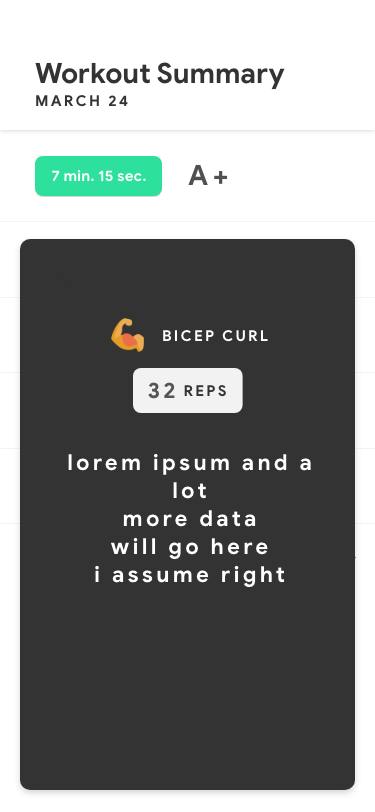 Workout Summary
MARCH 24
7 min. 15 sec.
A+
BICEP CURL
32 REPS
lorem ipsum and a
lot
more data
will go here
i assume right